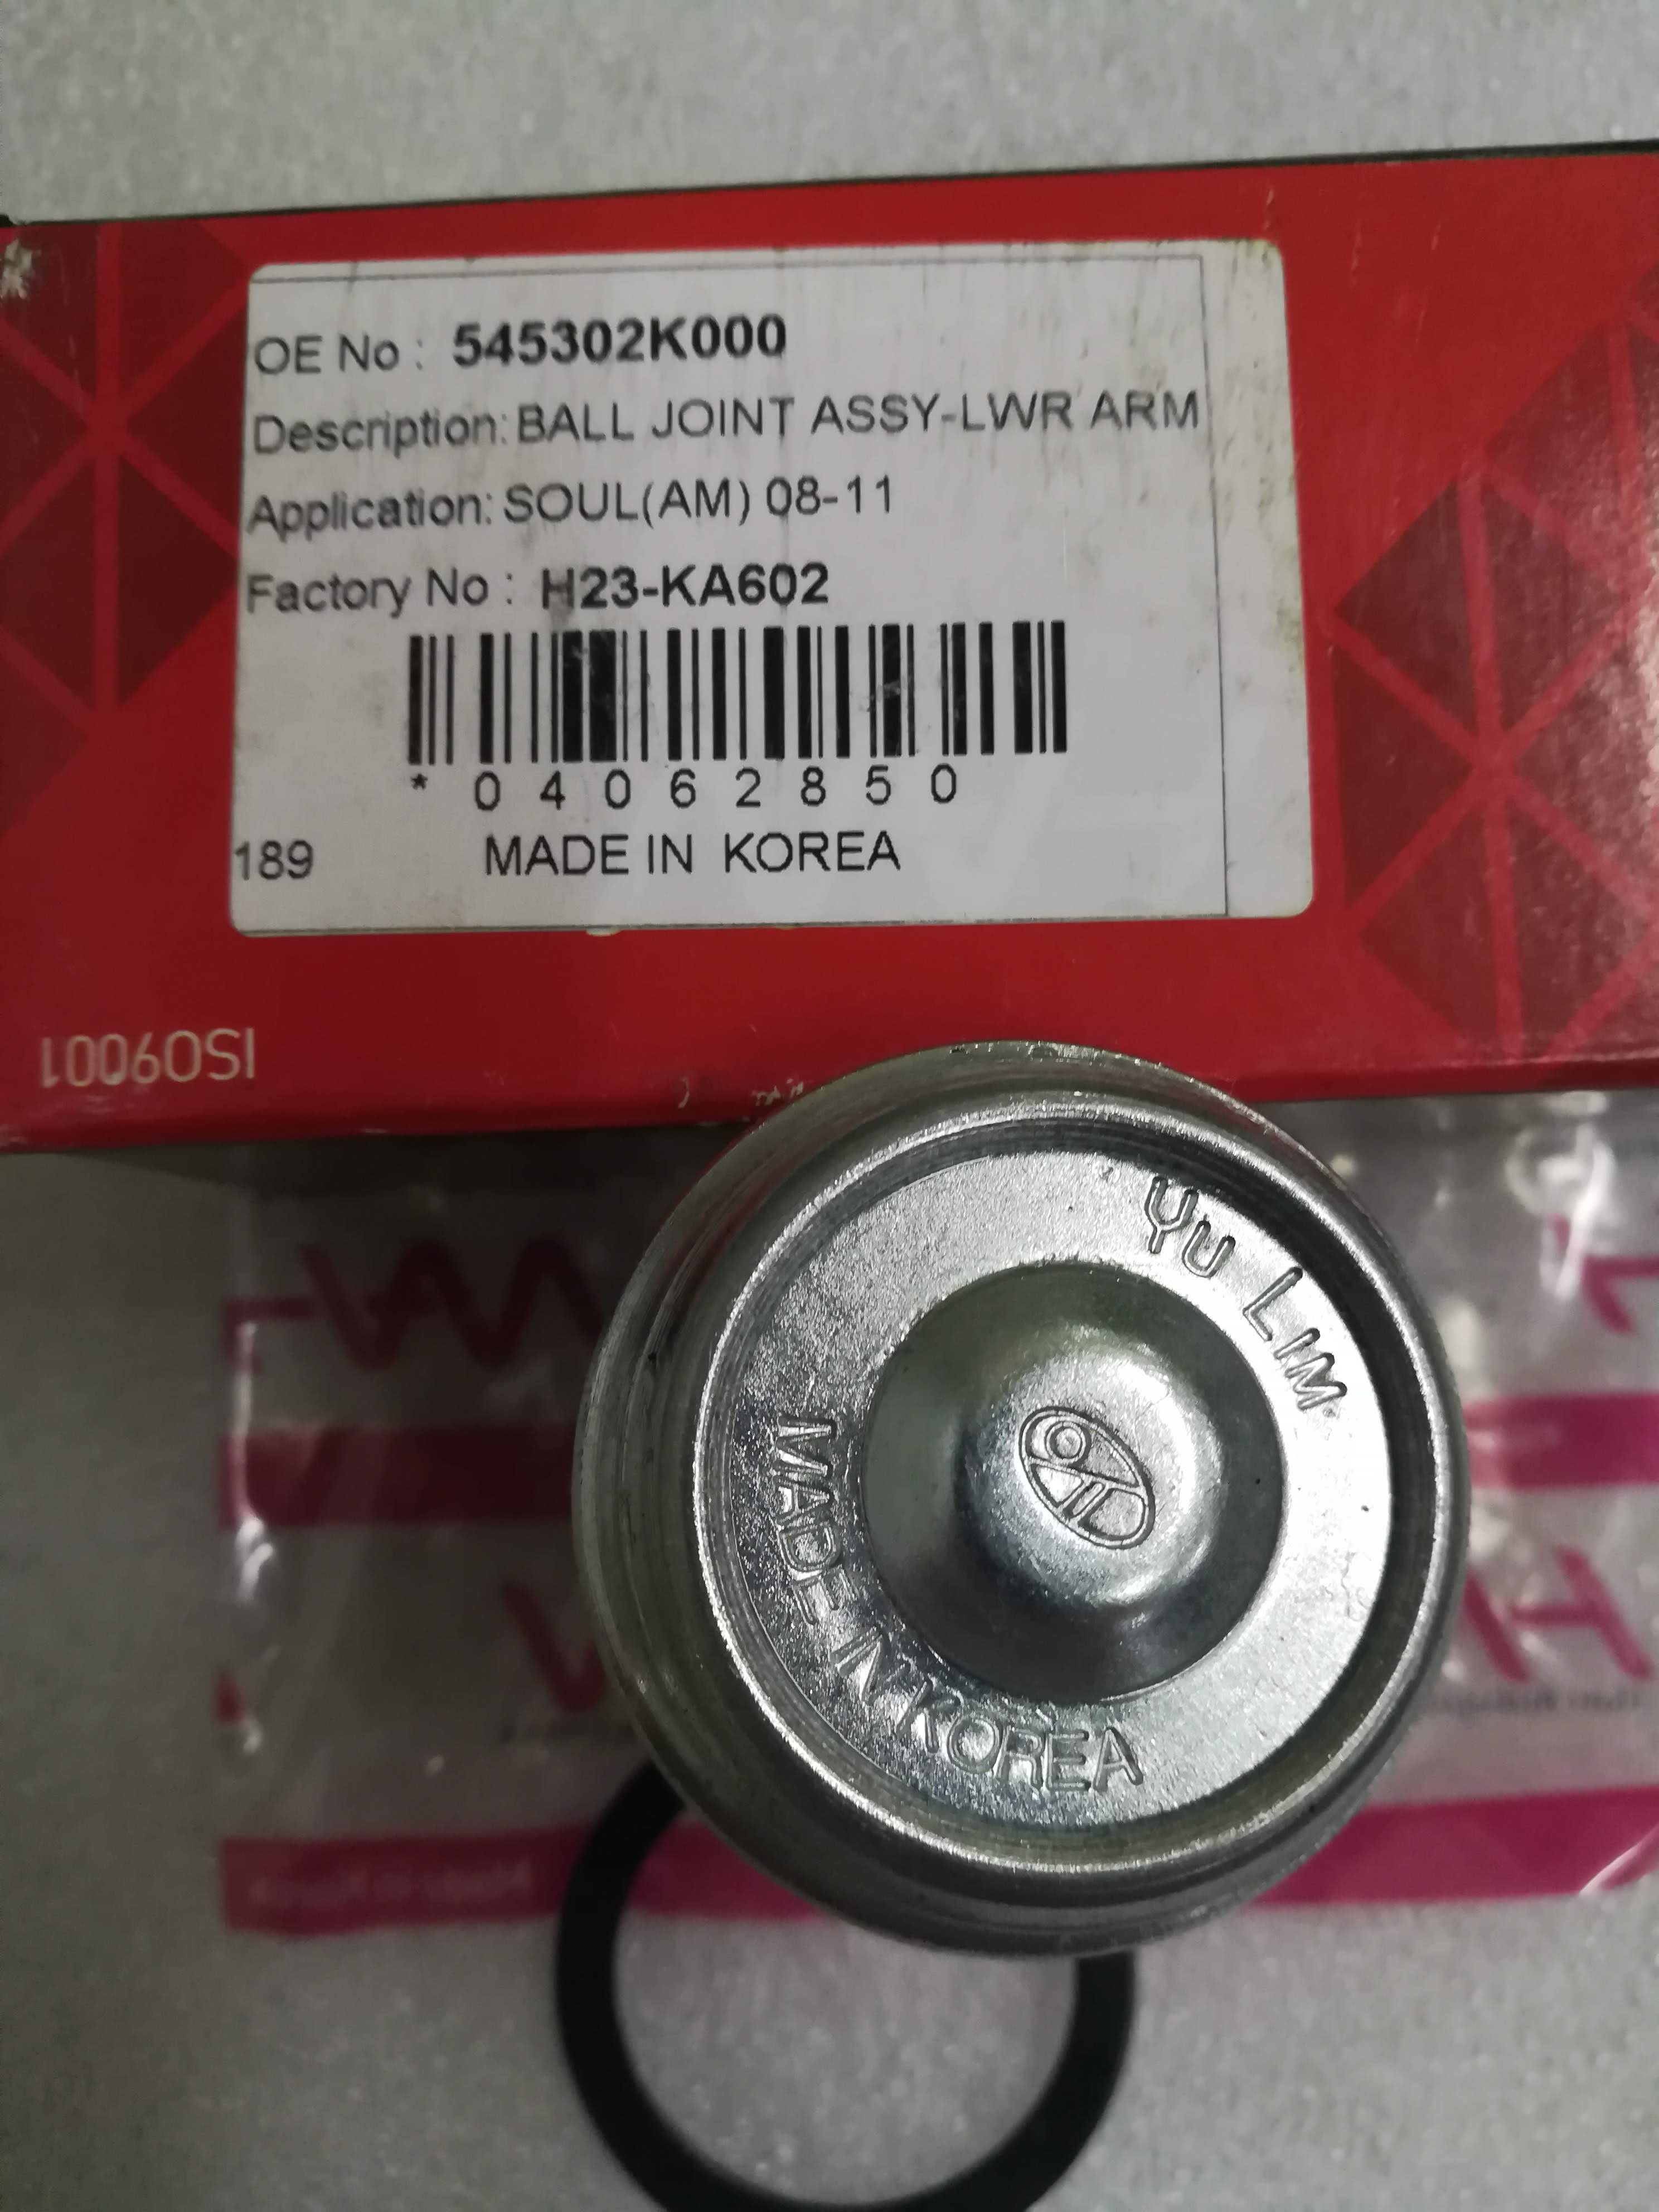 OE No : 545302K000
Description: BALL JOINT ASSY-LWR ARM
Application: SOUL(AM) 08-11
Factory No : H23-KA602
* 0 4 0 6 2 8 5 0
189 MADE IN KOREA
ISO9001
YU LIM
MADE IN KOREA